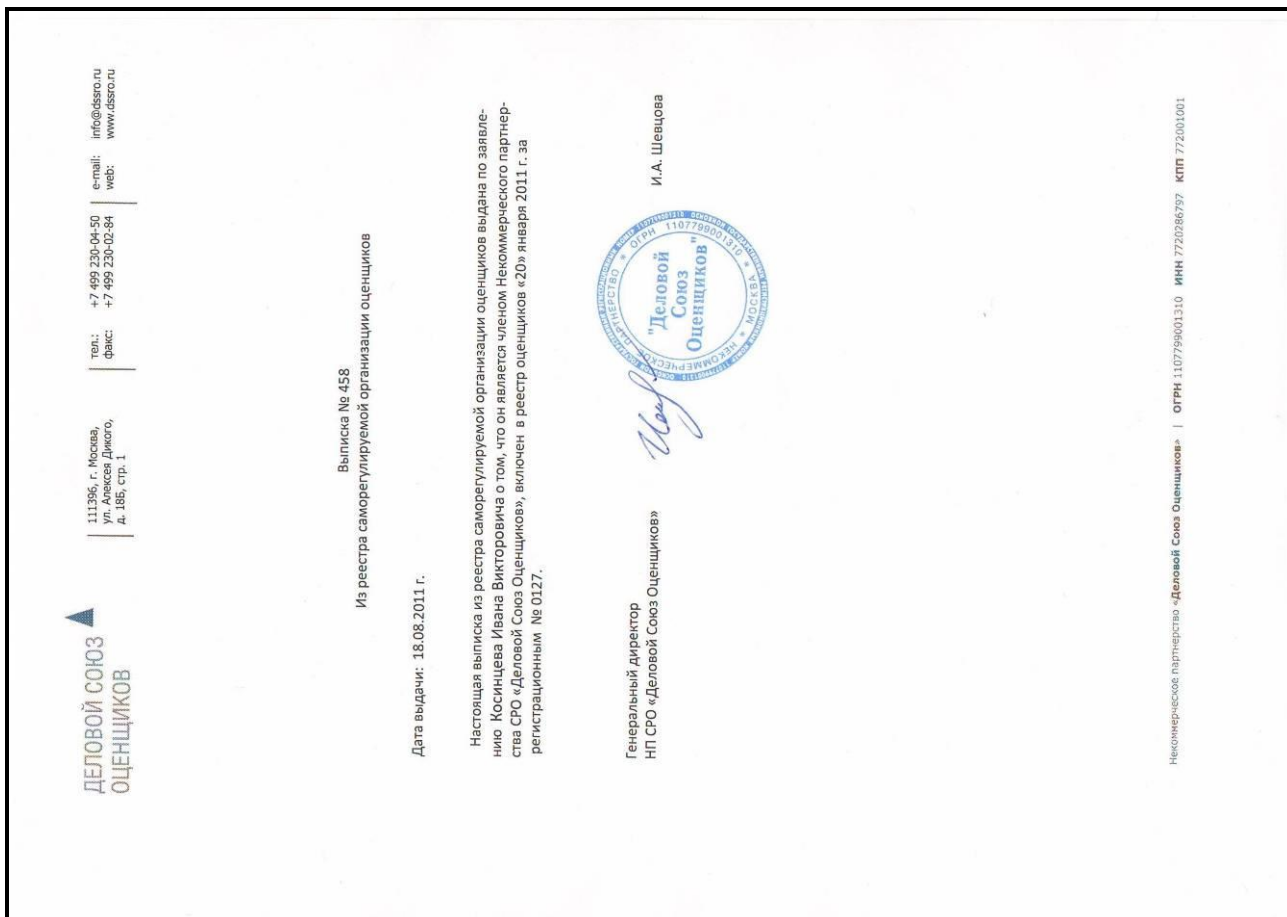 ДЕЛОВОЙ СОЮЗ
ОЦЕНЩИКОВ
111396, г. Москва,
ул. Алексея Дикого,
д. 18Б, стр. 1
тел.: +7 499 230-04-50
факс: +7 499 230-02-84
e-mail: info@dssro.ru
web: www.dssro.ru
Выписка № 458
Из реестра саморегулируемой организации оценщиков
Дата выдачи: 18.08.2011 г.
Настоящая выписка из реестра саморегулируемой организации оценщиков выдана по заявле-
нию Косинцева Ивана Викторовича о том, что он является членом Некоммерческого партнер-
ства СРО «Деловой Союз Оценщиков», включен в реестр оценщиков «20» января 2011 г. за
регистрационным № 0127.
Генеральный директор
НП СРО «Деловой Союз Оценщиков»
И.А. Шевцова
НЕКОММЕРЧЕСКОЕ ПАРТНЕРСТВО * ОГРН 1107799001310 * МОСКВА *
"Деловой
Союз
Оценщиков"
Некоммерческое партнерство «Деловой Союз Оценщиков» | ОГРН 1107799001310 ИНН 7720286797 КПП 772001001